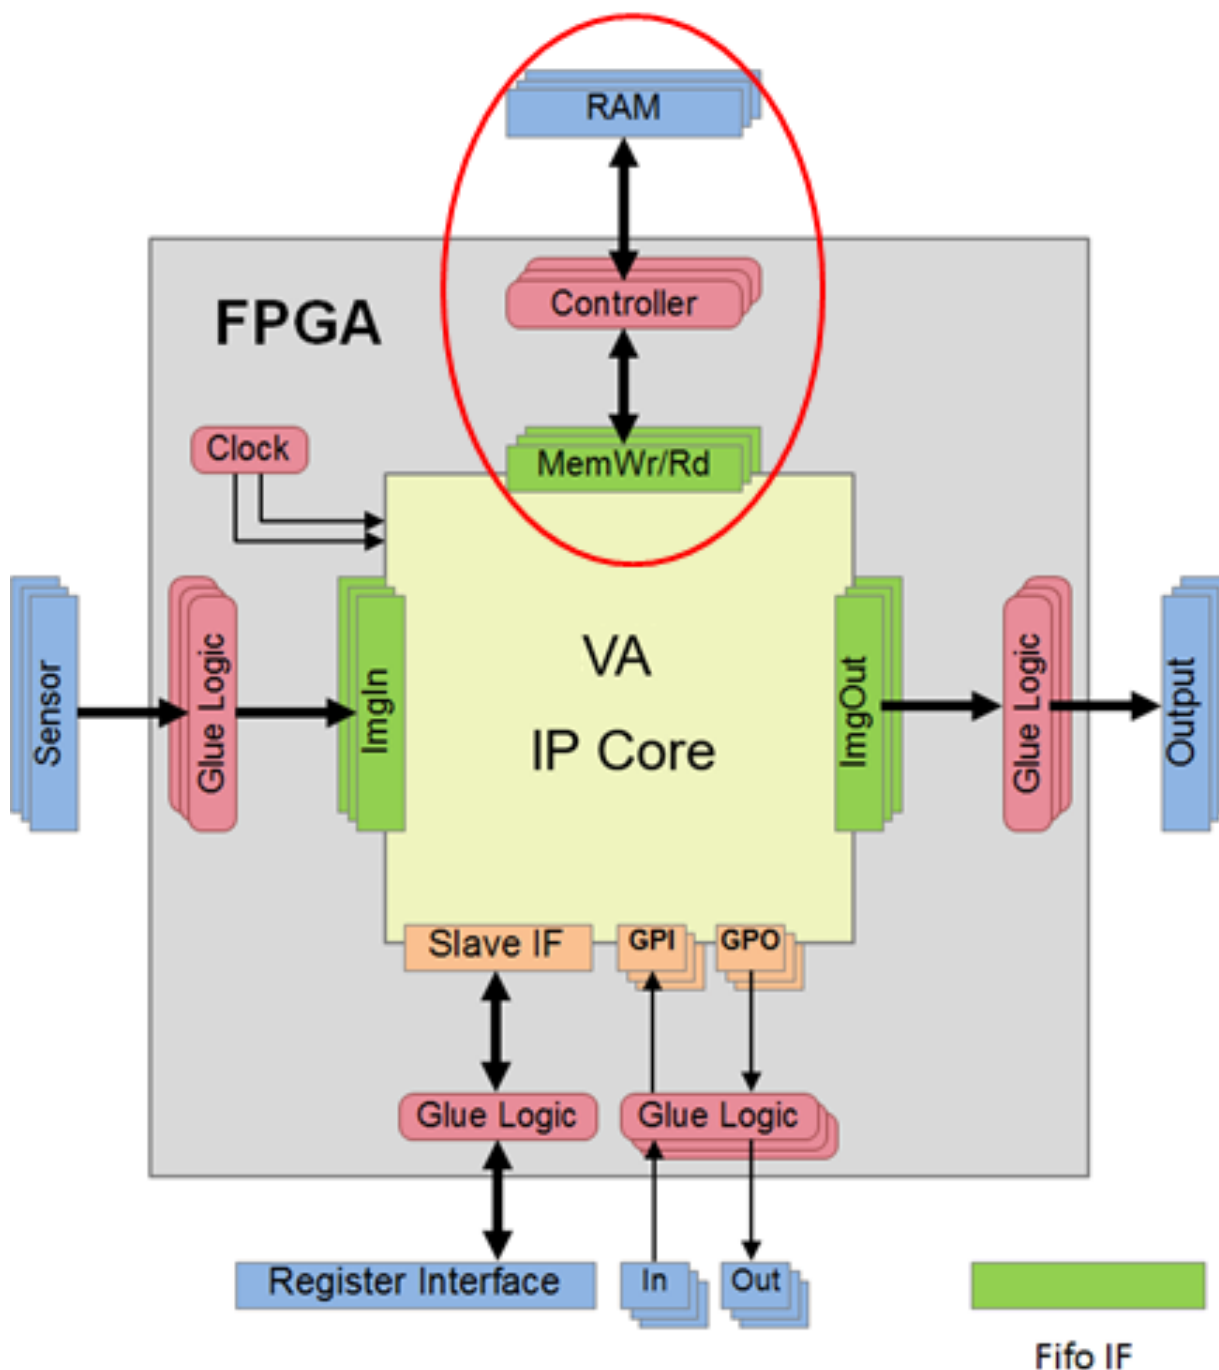 RAM
Controller
FPGA
Clock
MemWr/Rd
Sensor
Glue Logic
ImgIn
VA
IP Core
ImgOut
Glue Logic
Output
Slave IF
GPI
GPO
Glue Logic
Glue Logic
Register Interface
In
Out
Fifo IF